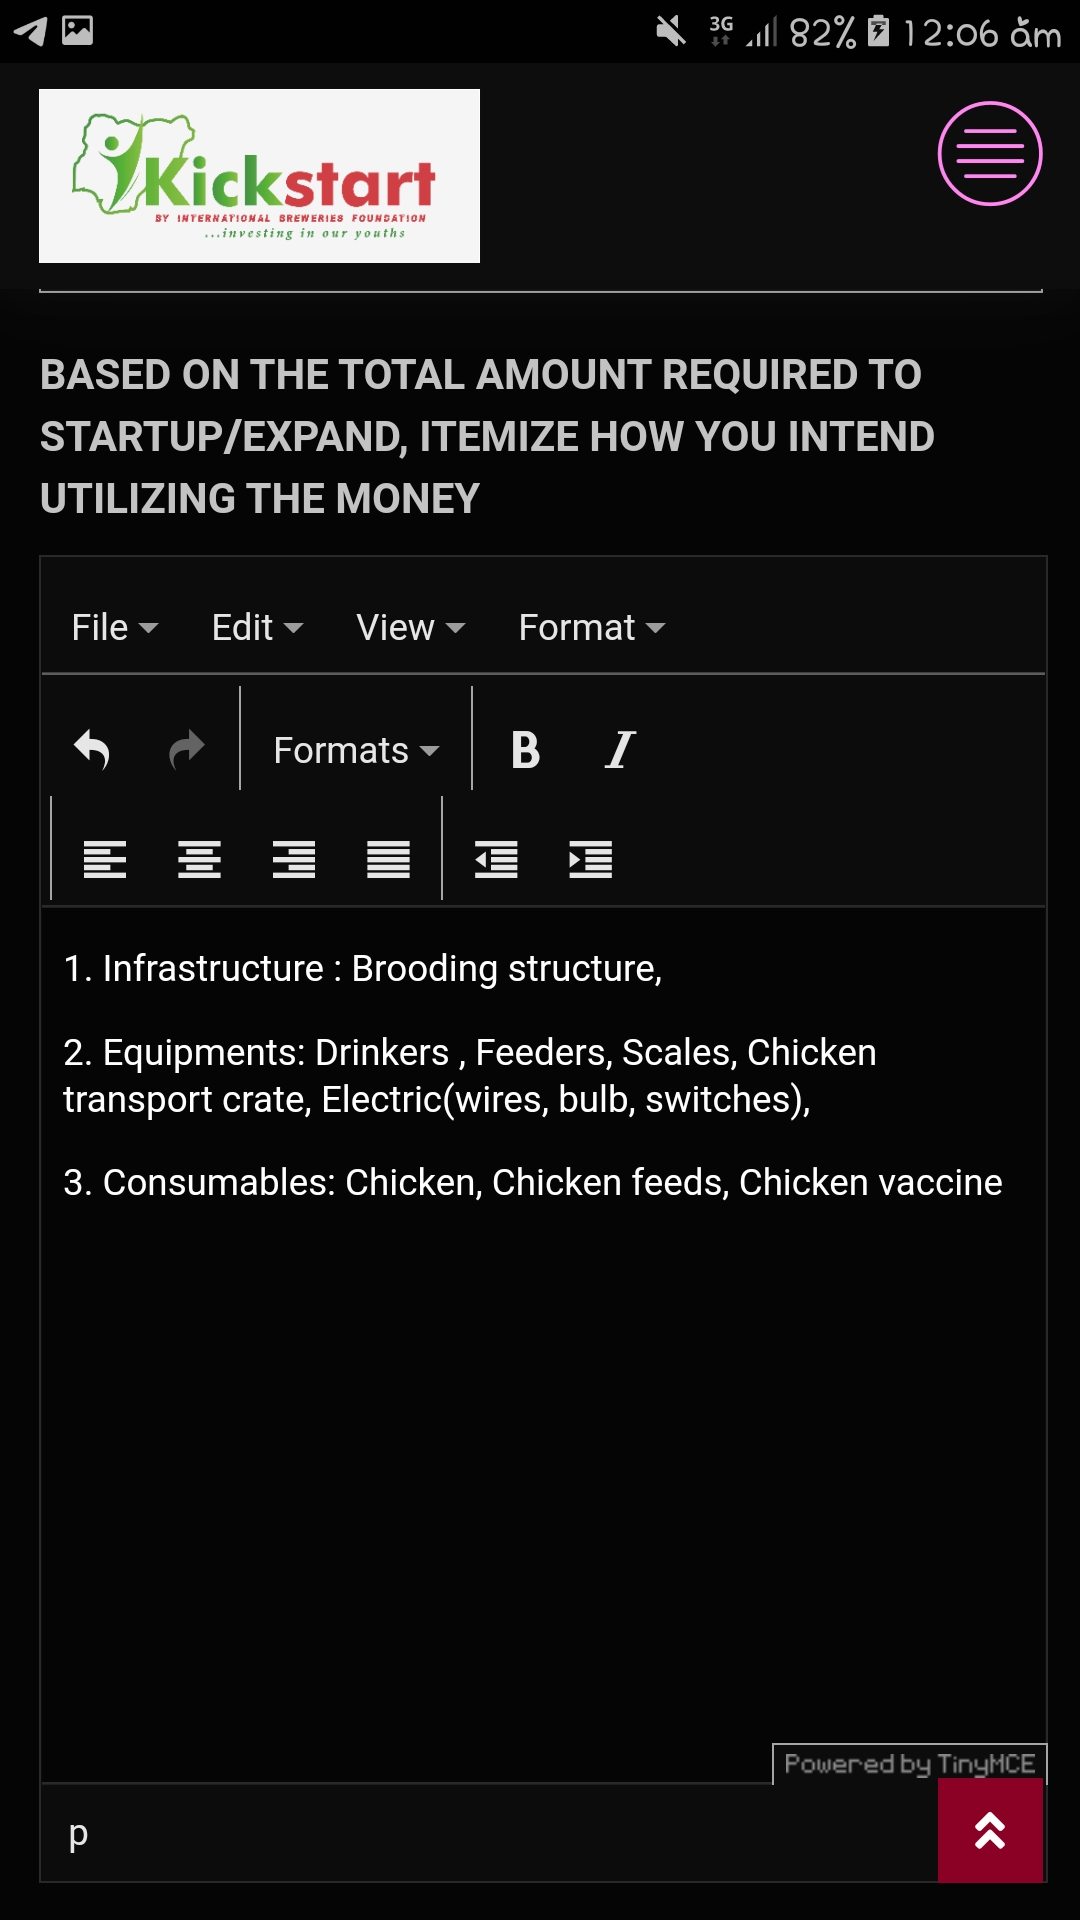 3G 82% 12:06 am
Kickstart
BY INTERNATIONAL BREWERIES FOUNDATION
...investing in our youths
BASED ON THE TOTAL AMOUNT REQUIRED TO
STARTUP/EXPAND, ITEMIZE HOW YOU INTEND
UTILIZING THE MONEY
File Edit View Format
Formats B I
1. Infrastructure : Brooding structure,
2. Equipments: Drinkers , Feeders, Scales, Chicken
transport crate, Electric(wires, bulb, switches),
3. Consumables: Chicken, Chicken feeds, Chicken vaccine
Powered by TinyMCE
p